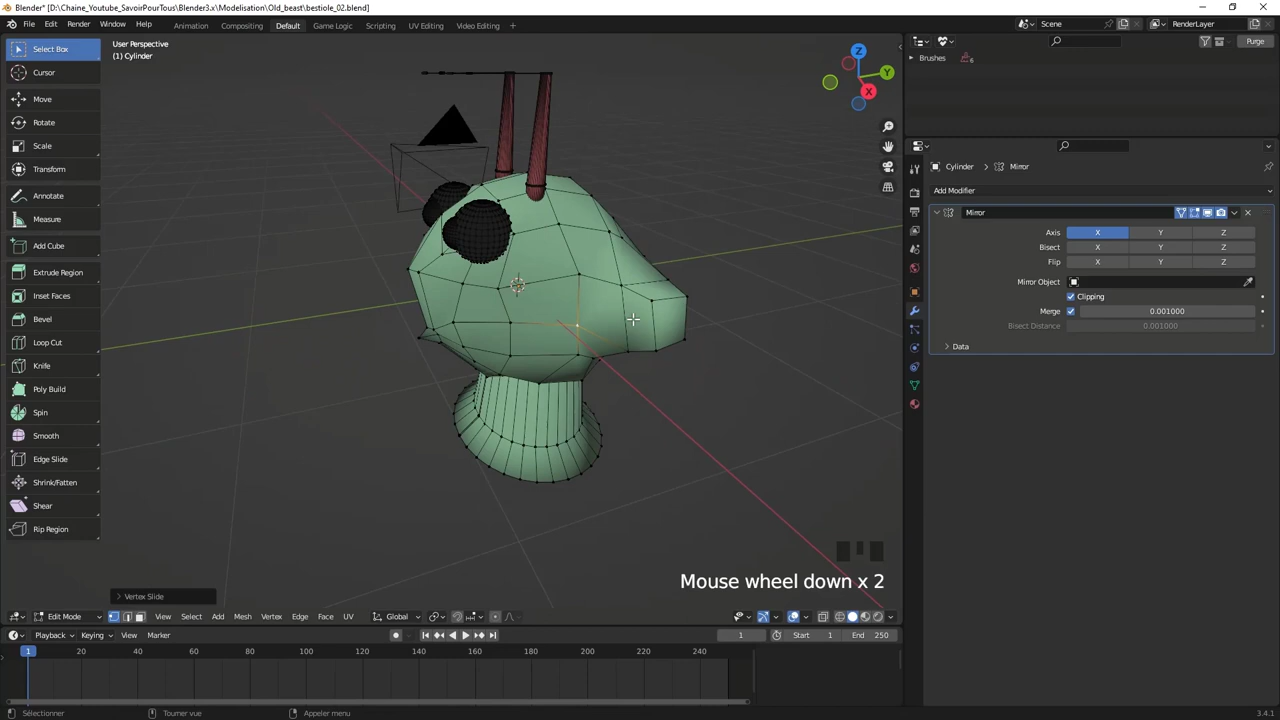 Blender* [D:\Chaine_Youtube_SavoirPourTous\Blender3.x\Modelisation\Old_beast\bestiole_02.blend]
File Edit Render Window Help Animation Compositing Default Game Logic Scripting UV Editing Video Editing Scene RenderLayer
Select Box
Cursor
Move
Rotate
Scale
Transform
Annotate
Measure
Add Cube
Extrude Region
Inset Faces
Bevel
Loop Cut
Knife
Poly Build
Spin
Smooth
Edge Slide
Shrink/Fatten
Shear
Rip Region
User Perspective
(1) Cylinder
Z
Y
X
Mouse wheel down x 2
Vertex Slide
Purge
Brushes 6
Cylinder Mirror
Add Modifier
Mirror
Axis X Y Z
Bisect X Y Z
Flip X Y Z
Mirror Object
Clipping
Merge 0.001000
Bisect Distance 0.001000
Data
Edit Mode View Select Add Mesh Vertex Edge Face UV Global
Playback Keying View Marker 1 Start 1 End 250
1 20 40 60 80 100 120 140 160 180 200 220 240
Sélectionner Tourner vue Appeler menu 3.4.1